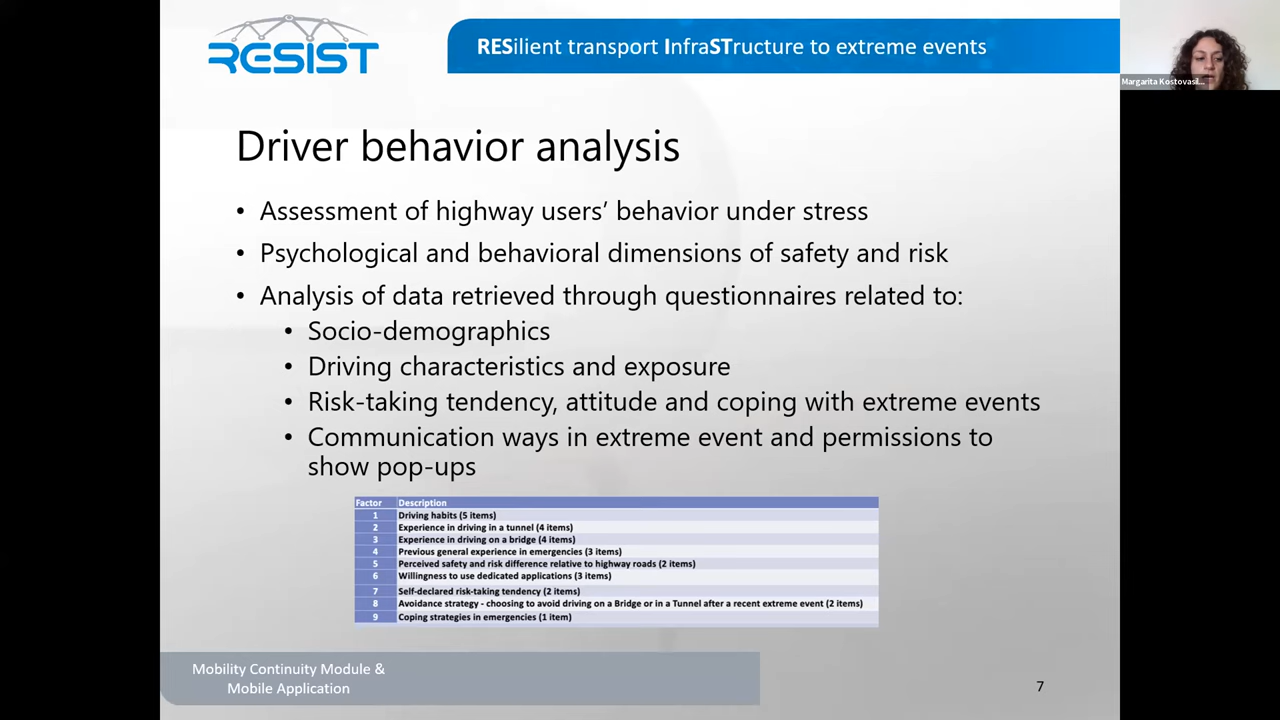 RESIST
RESilient transport InfraSTructure to extreme events
Margarita Kostovasil...
Driver behavior analysis
• Assessment of highway users’ behavior under stress
• Psychological and behavioral dimensions of safety and risk
• Analysis of data retrieved through questionnaires related to:
• Socio-demographics
• Driving characteristics and exposure
• Risk-taking tendency, attitude and coping with extreme events
• Communication ways in extreme event and permissions to
show pop-ups
Factor Description
1 Driving habits (5 items)
2 Experience in driving in a tunnel (4 items)
3 Experience in driving on a bridge (4 items)
4 Previous general experience in emergencies (3 items)
5 Perceived safety and risk difference relative to highway roads (2 items)
6 Willingness to use dedicated applications (3 items)
7 Self-declared risk-taking tendency (2 items)
8 Avoidance strategy - choosing to avoid driving on a Bridge or in a Tunnel after a recent extreme event (2 items)
9 Coping strategies in emergencies (1 item)
Mobility Continuity Module &
Mobile Application
7